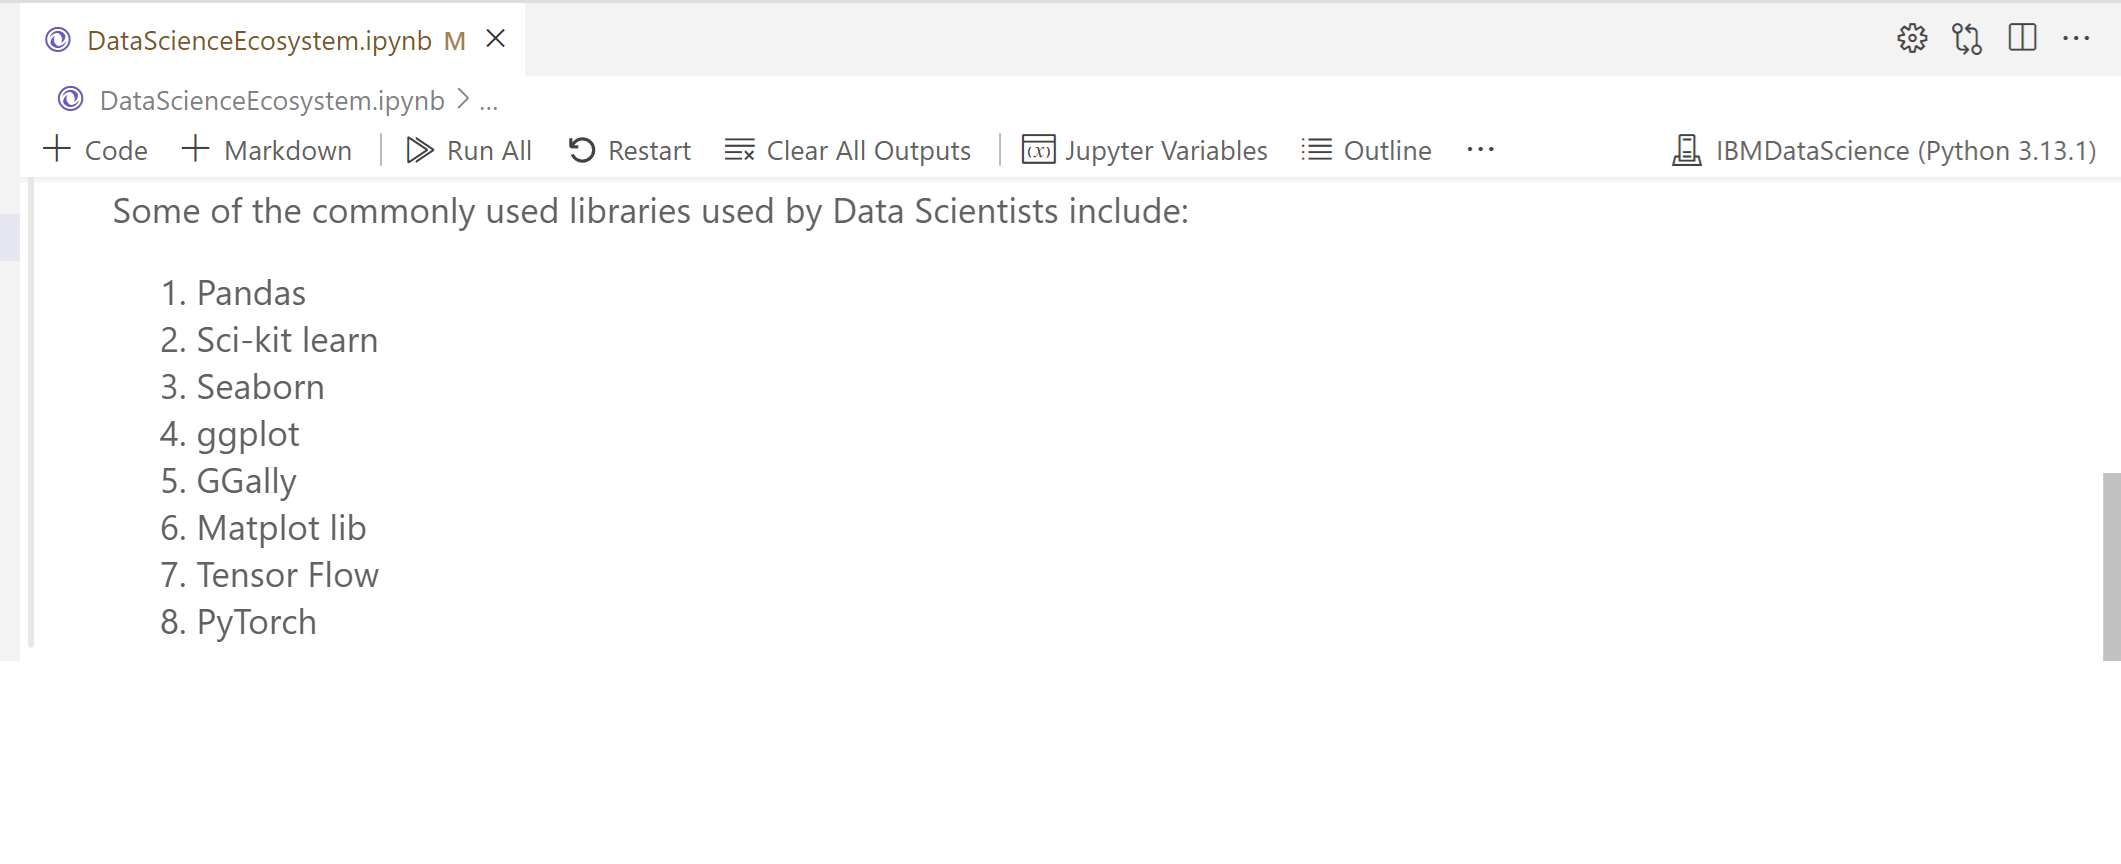 DataScienceEcosystem.ipynb M
DataScienceEcosystem.ipynb > ...
Code Markdown Run All Restart Clear All Outputs (x) Jupyter Variables Outline ... IBMDataScience (Python 3.13.1)
Some of the commonly used libraries used by Data Scientists include:
1. Pandas
2. Sci-kit learn
3. Seaborn
4. ggplot
5. GGally
6. Matplot lib
7. Tensor Flow
8. PyTorch